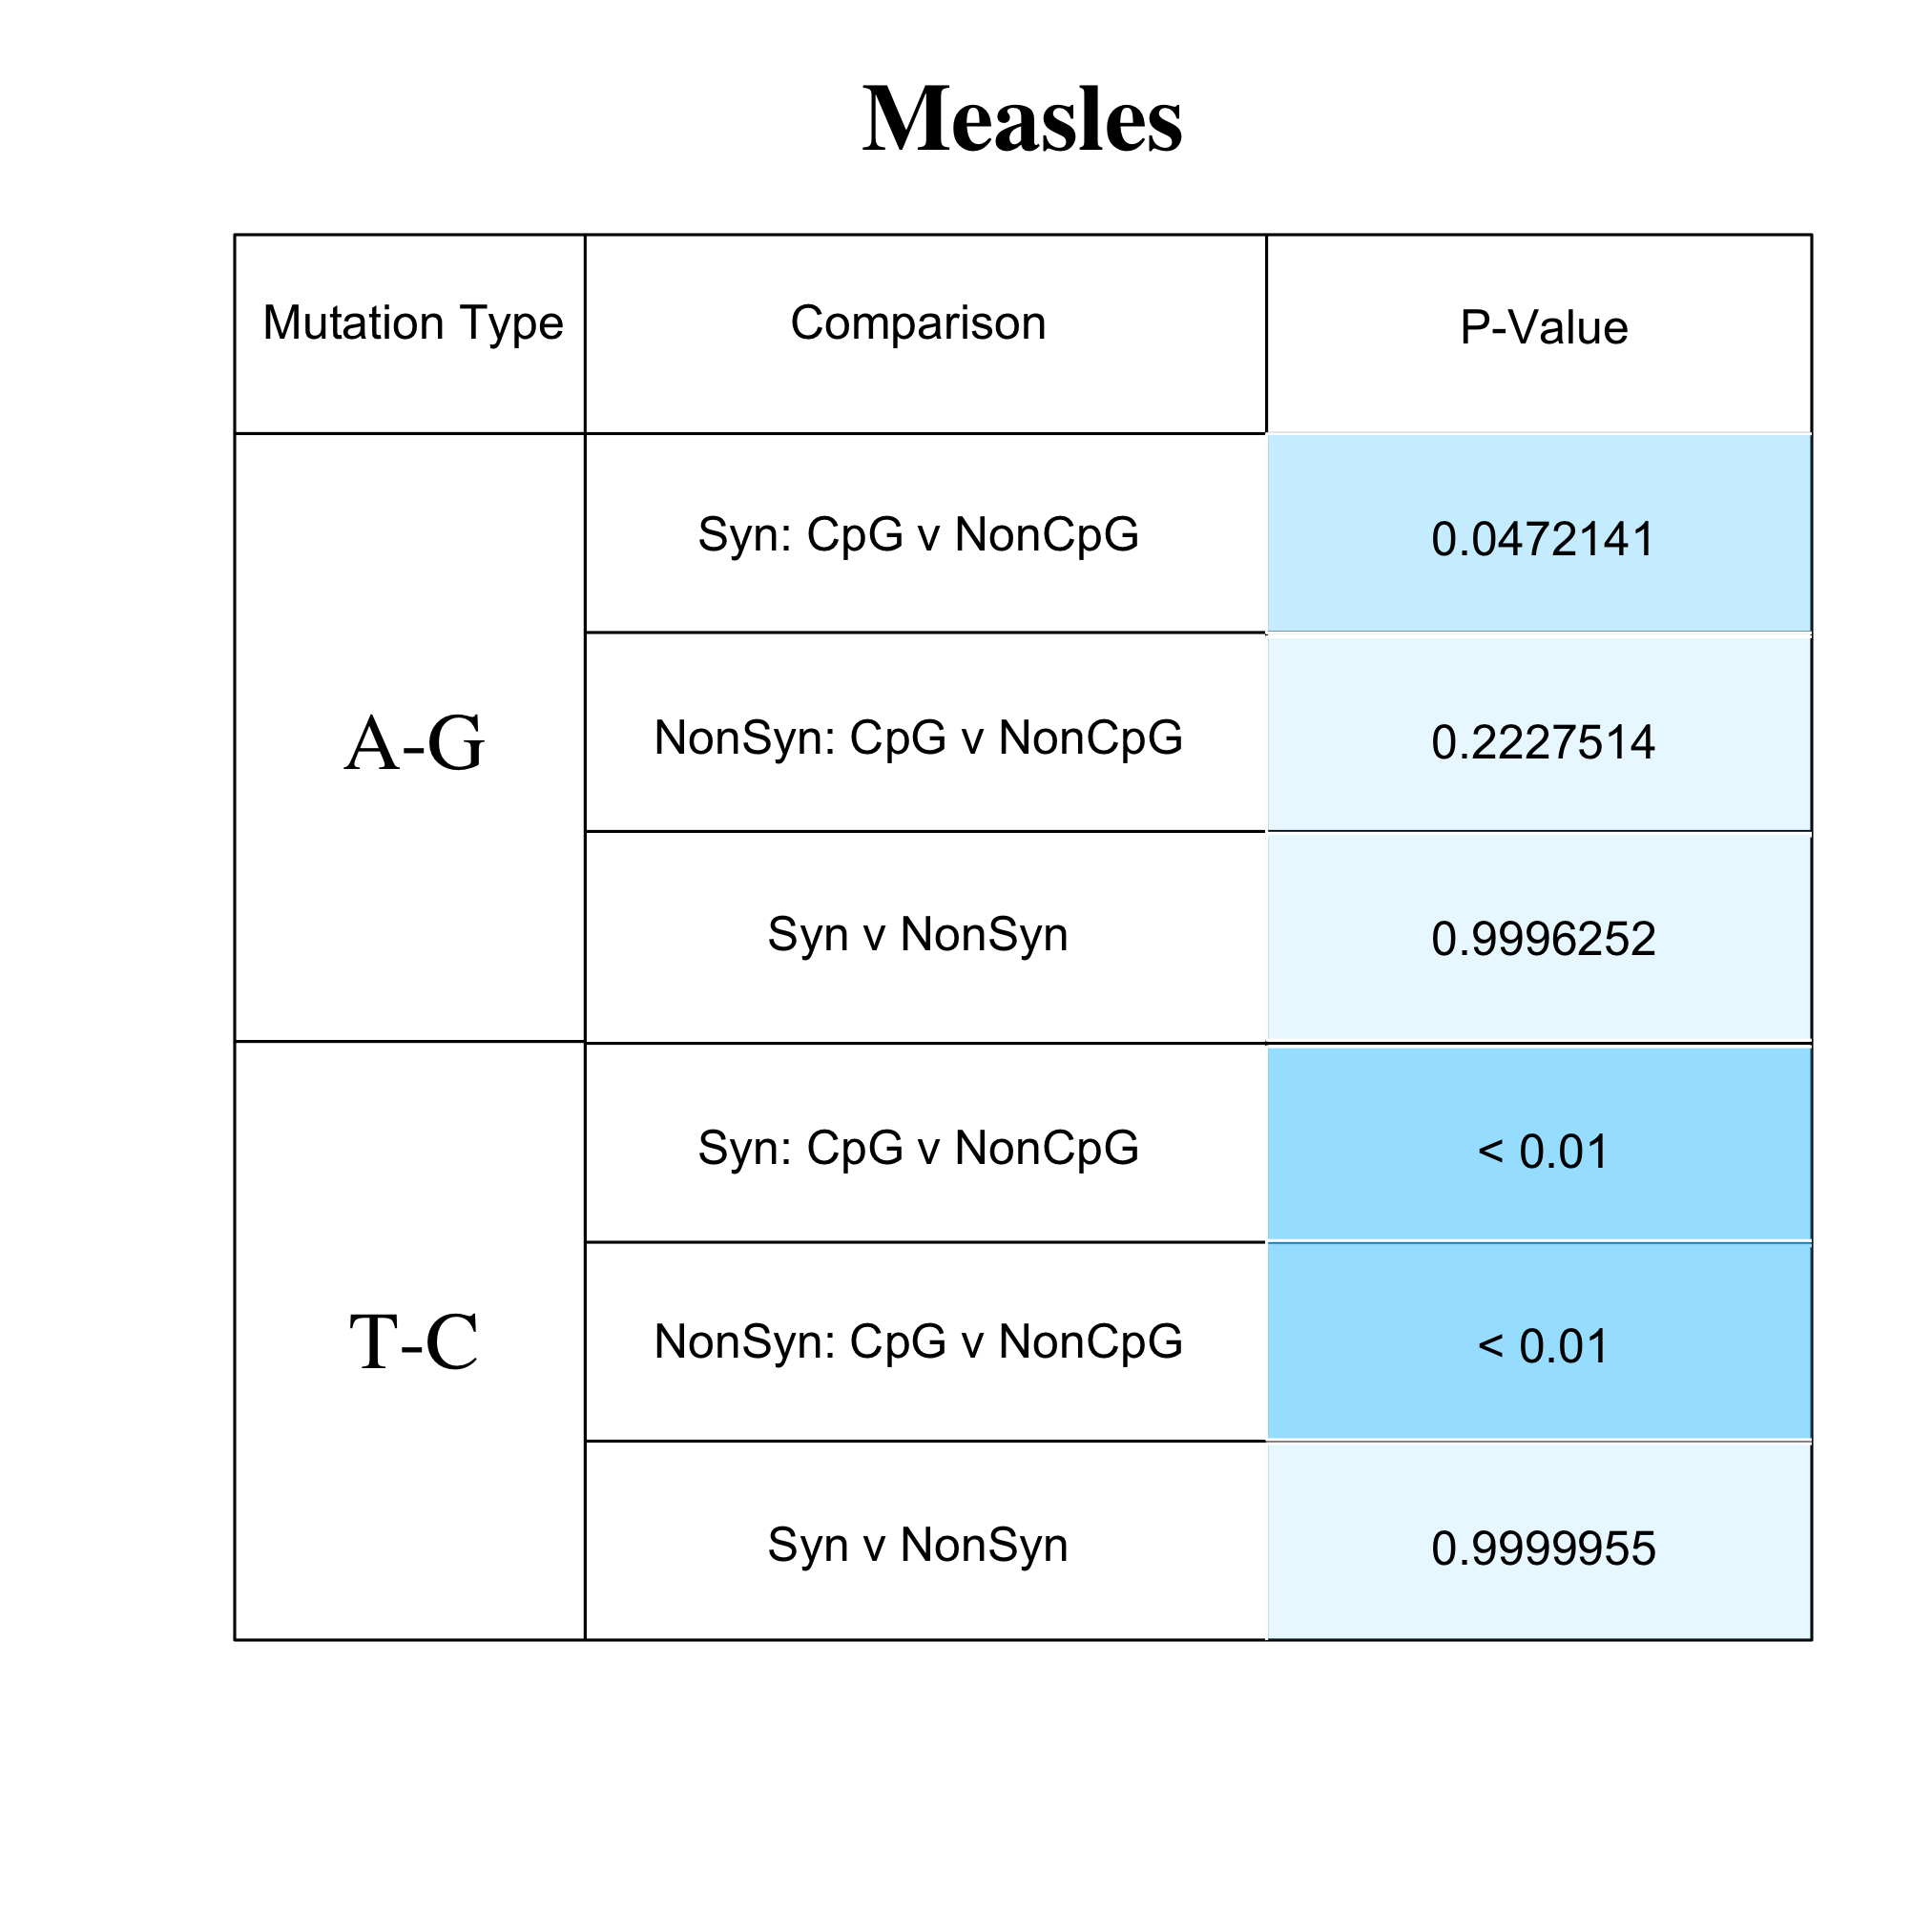 Measles
Mutation Type Comparison P-Value
Syn: CpG v NonCpG 0.0472141
A-G NonSyn: CpG v NonCpG 0.2227514
Syn v NonSyn 0.9996252
Syn: CpG v NonCpG < 0.01
T-C NonSyn: CpG v NonCpG < 0.01
Syn v NonSyn 0.9999955